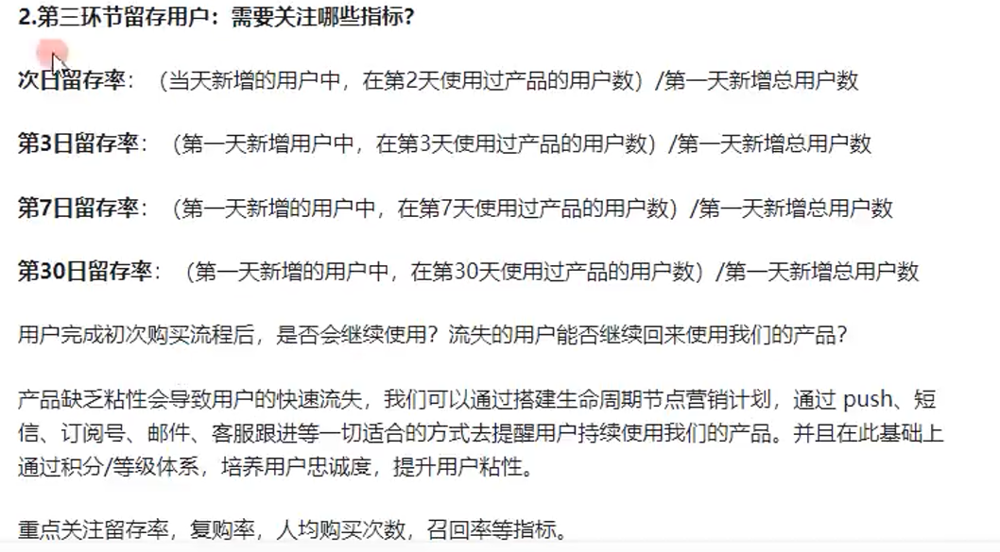 2.第三环节留存用户：需要关注哪些指标？
次日留存率：（当天新增的用户中，在第2天使用过产品的用户数）/第一天新增总用户数
第3日留存率：（第一天新增用户中，在第3天使用过产品的用户数）/第一天新增总用户数
第7日留存率：（第一天新增的用户中，在第7天使用过产品的用户数）/第一天新增总用户数
第30日留存率：（第一天新增的用户中，在第30天使用过产品的用户数）/第一天新增总用户数
用户完成初次购买流程后，是否会继续使用？流失的用户能否继续回来使用我们的产品？
产品缺乏粘性会导致用户的快速流失，我们可以通过搭建生命周期节点营销计划，通过 push、短
信、订阅号、邮件、客服跟进等一切适合的方式去提醒用户持续使用我们的产品。并且在此基础上
通过积分/等级体系，培养用户忠诚度，提升用户粘性。
重点关注留存率，复购率，人均购买次数，召回率等指标。